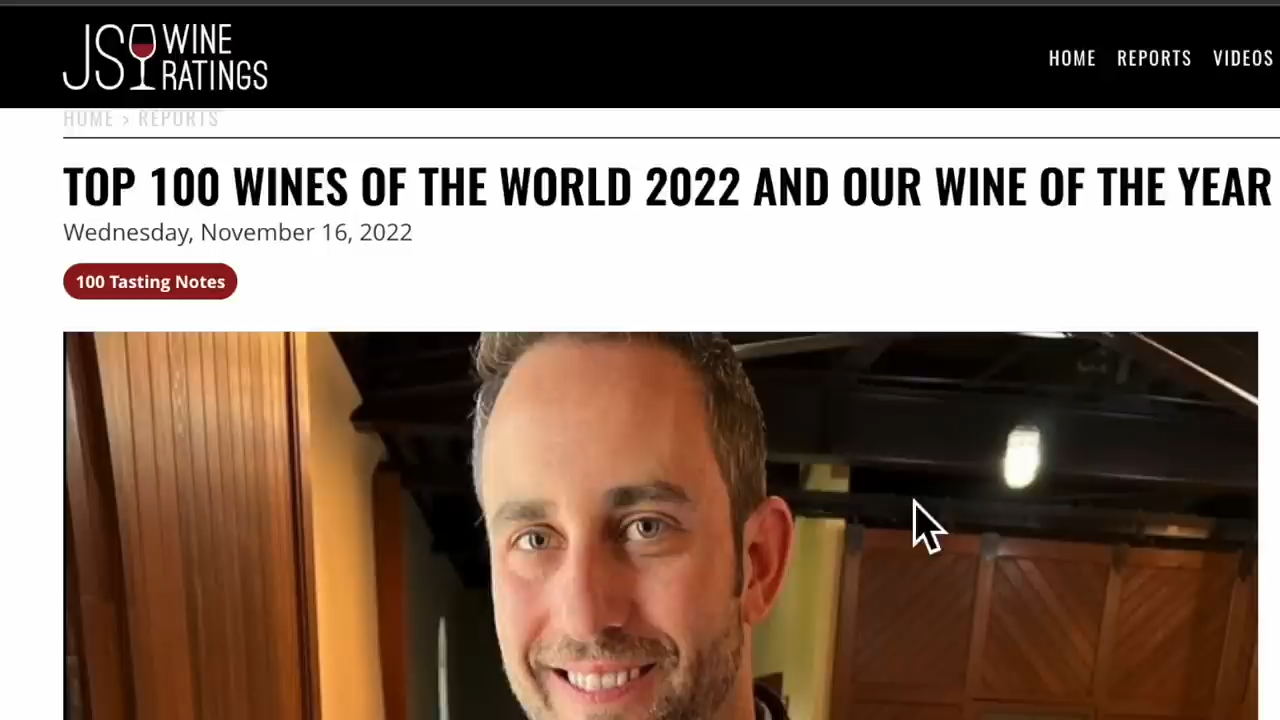 JS WINE
RATINGS
HOME REPORTS VIDEOS
HOME > REPORTS
TOP 100 WINES OF THE WORLD 2022 AND OUR WINE OF THE YEAR
Wednesday, November 16, 2022
100 Tasting Notes